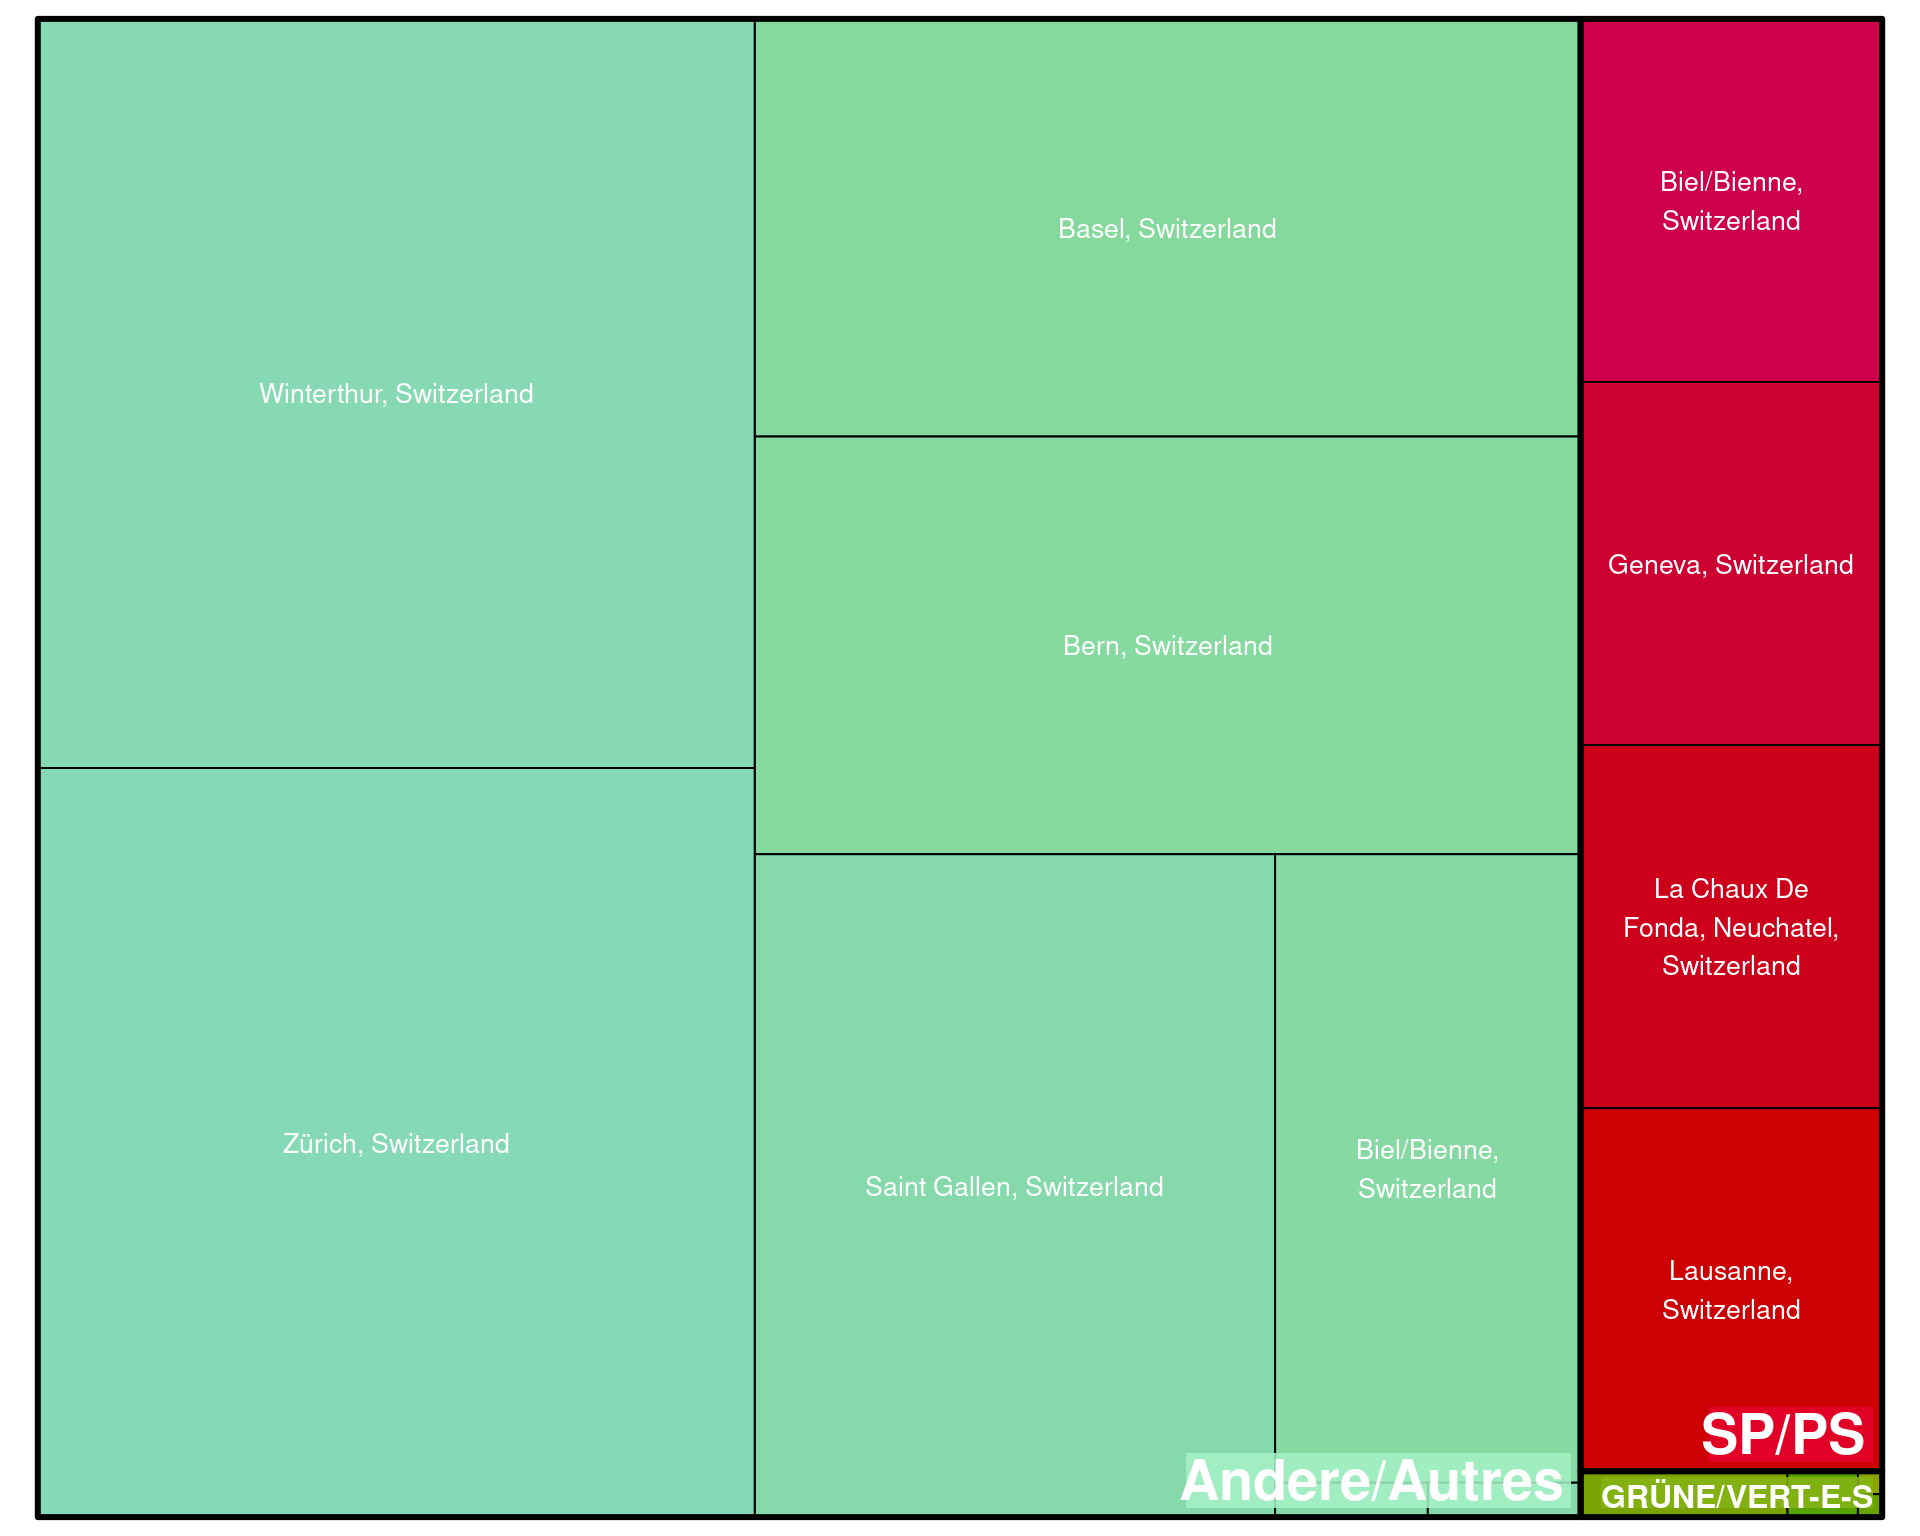 Winterthur, Switzerland
Zürich, Switzerland
Basel, Switzerland
Bern, Switzerland
Saint Gallen, Switzerland
Biel/Bienne,
Switzerland
Andere/Autres
Biel/Bienne,
Switzerland
Geneva, Switzerland
La Chaux De
Fonda, Neuchatel,
Switzerland
Lausanne,
Switzerland
SP/PS
GRÜNE/VERT-E-S